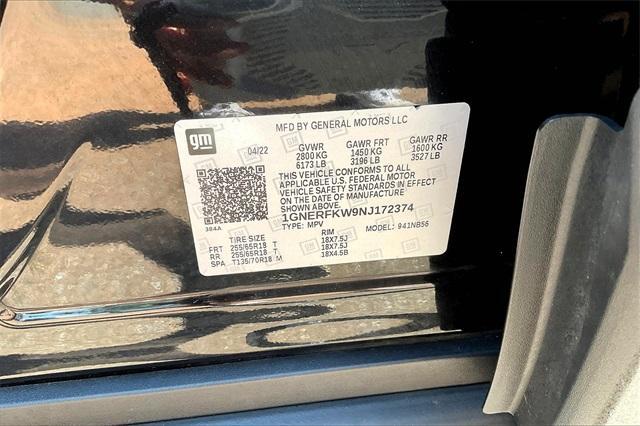 MFD BY GENERAL MOTORS LLC
gm
04/22 GVWR GAWR FRT GAWR RR
2800 KG 1450 KG 1600 KG
6173 LB 3196 LB 3527 LB
THIS VEHICLE CONFORMS TO ALL
APPLICABLE U.S. FEDERAL MOTOR
VEHICLE SAFETY STANDARDS IN EFFECT
ON THE DATE OF MANUFACTURE
SHOWN ABOVE.
1GNERFKW9NJ172374
TYPE: MPV MODEL: 941NB56
384A
TIRE SIZE RIM
FRT 255/65R18 T 18X7.5J
RR 255/65R18 T 18X7.5J
SPA T135/70R18 M 18X4.5B